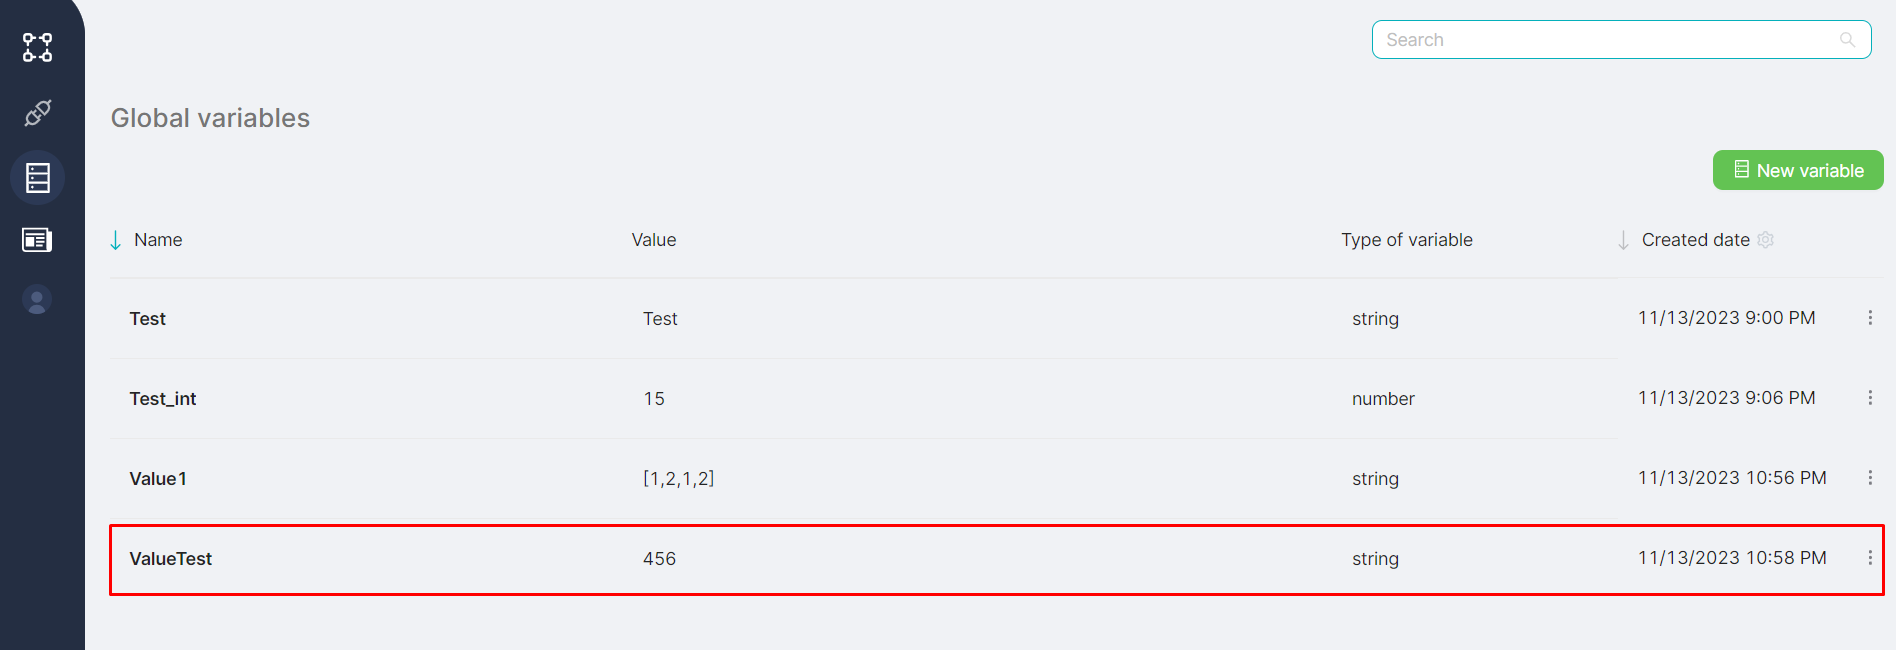 Search
Global variables
New variable
Name Value Type of variable Created date
Test Test string 11/13/2023 9:00 PM
Test_int 15 number 11/13/2023 9:06 PM
Value1 [1,2,1,2] string 11/13/2023 10:56 PM
ValueTest 456 string 11/13/2023 10:58 PM